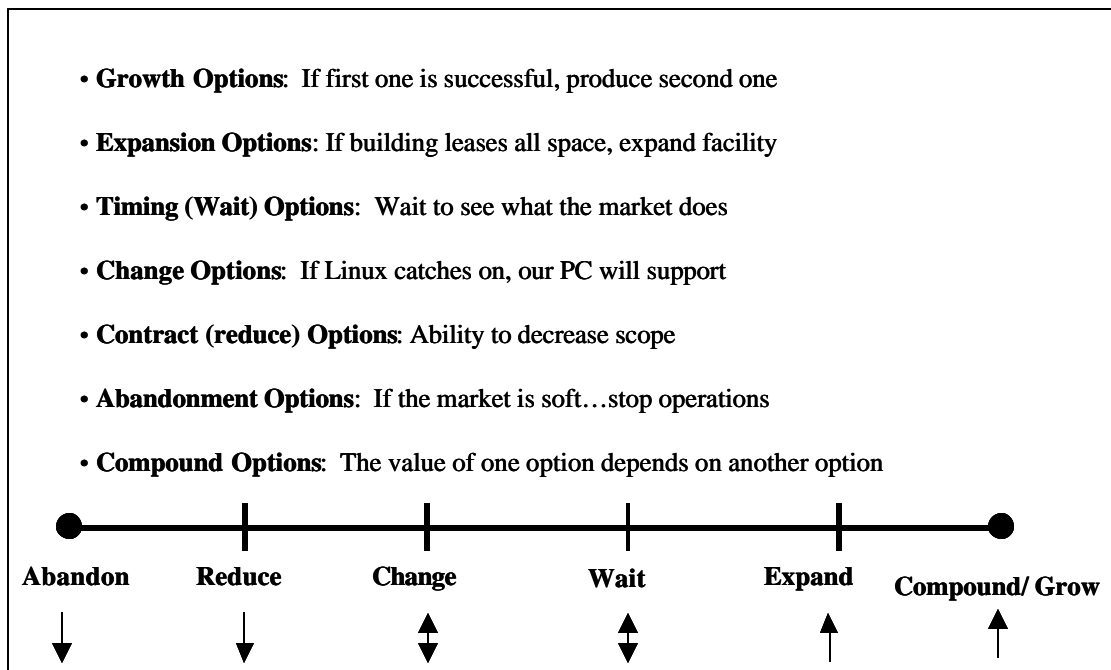 • Growth Options: If first one is successful, produce second one
• Expansion Options: If building leases all space, expand facility
• Timing (Wait) Options: Wait to see what the market does
• Change Options: If Linux catches on, our PC will support
• Contract (reduce) Options: Ability to decrease scope
• Abandonment Options: If the market is soft…stop operations
• Compound Options: The value of one option depends on another option
Abandon Reduce Change Wait Expand Compound/ Grow